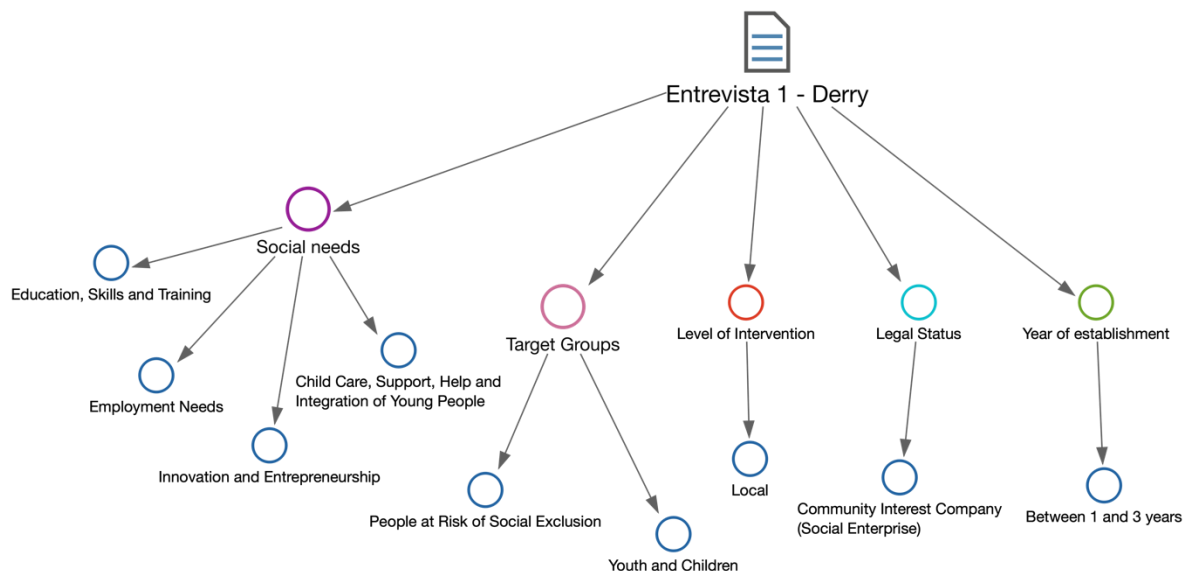 Entrevista 1 - Derry
Social needs
Education, Skills and Training
Employment Needs
Innovation and Entrepreneurship
Child Care, Support, Help and
Integration of Young People
Target Groups
People at Risk of Social Exclusion
Youth and Children
Level of Intervention
Local
Legal Status
Community Interest Company
(Social Enterprise)
Year of establishment
Between 1 and 3 years